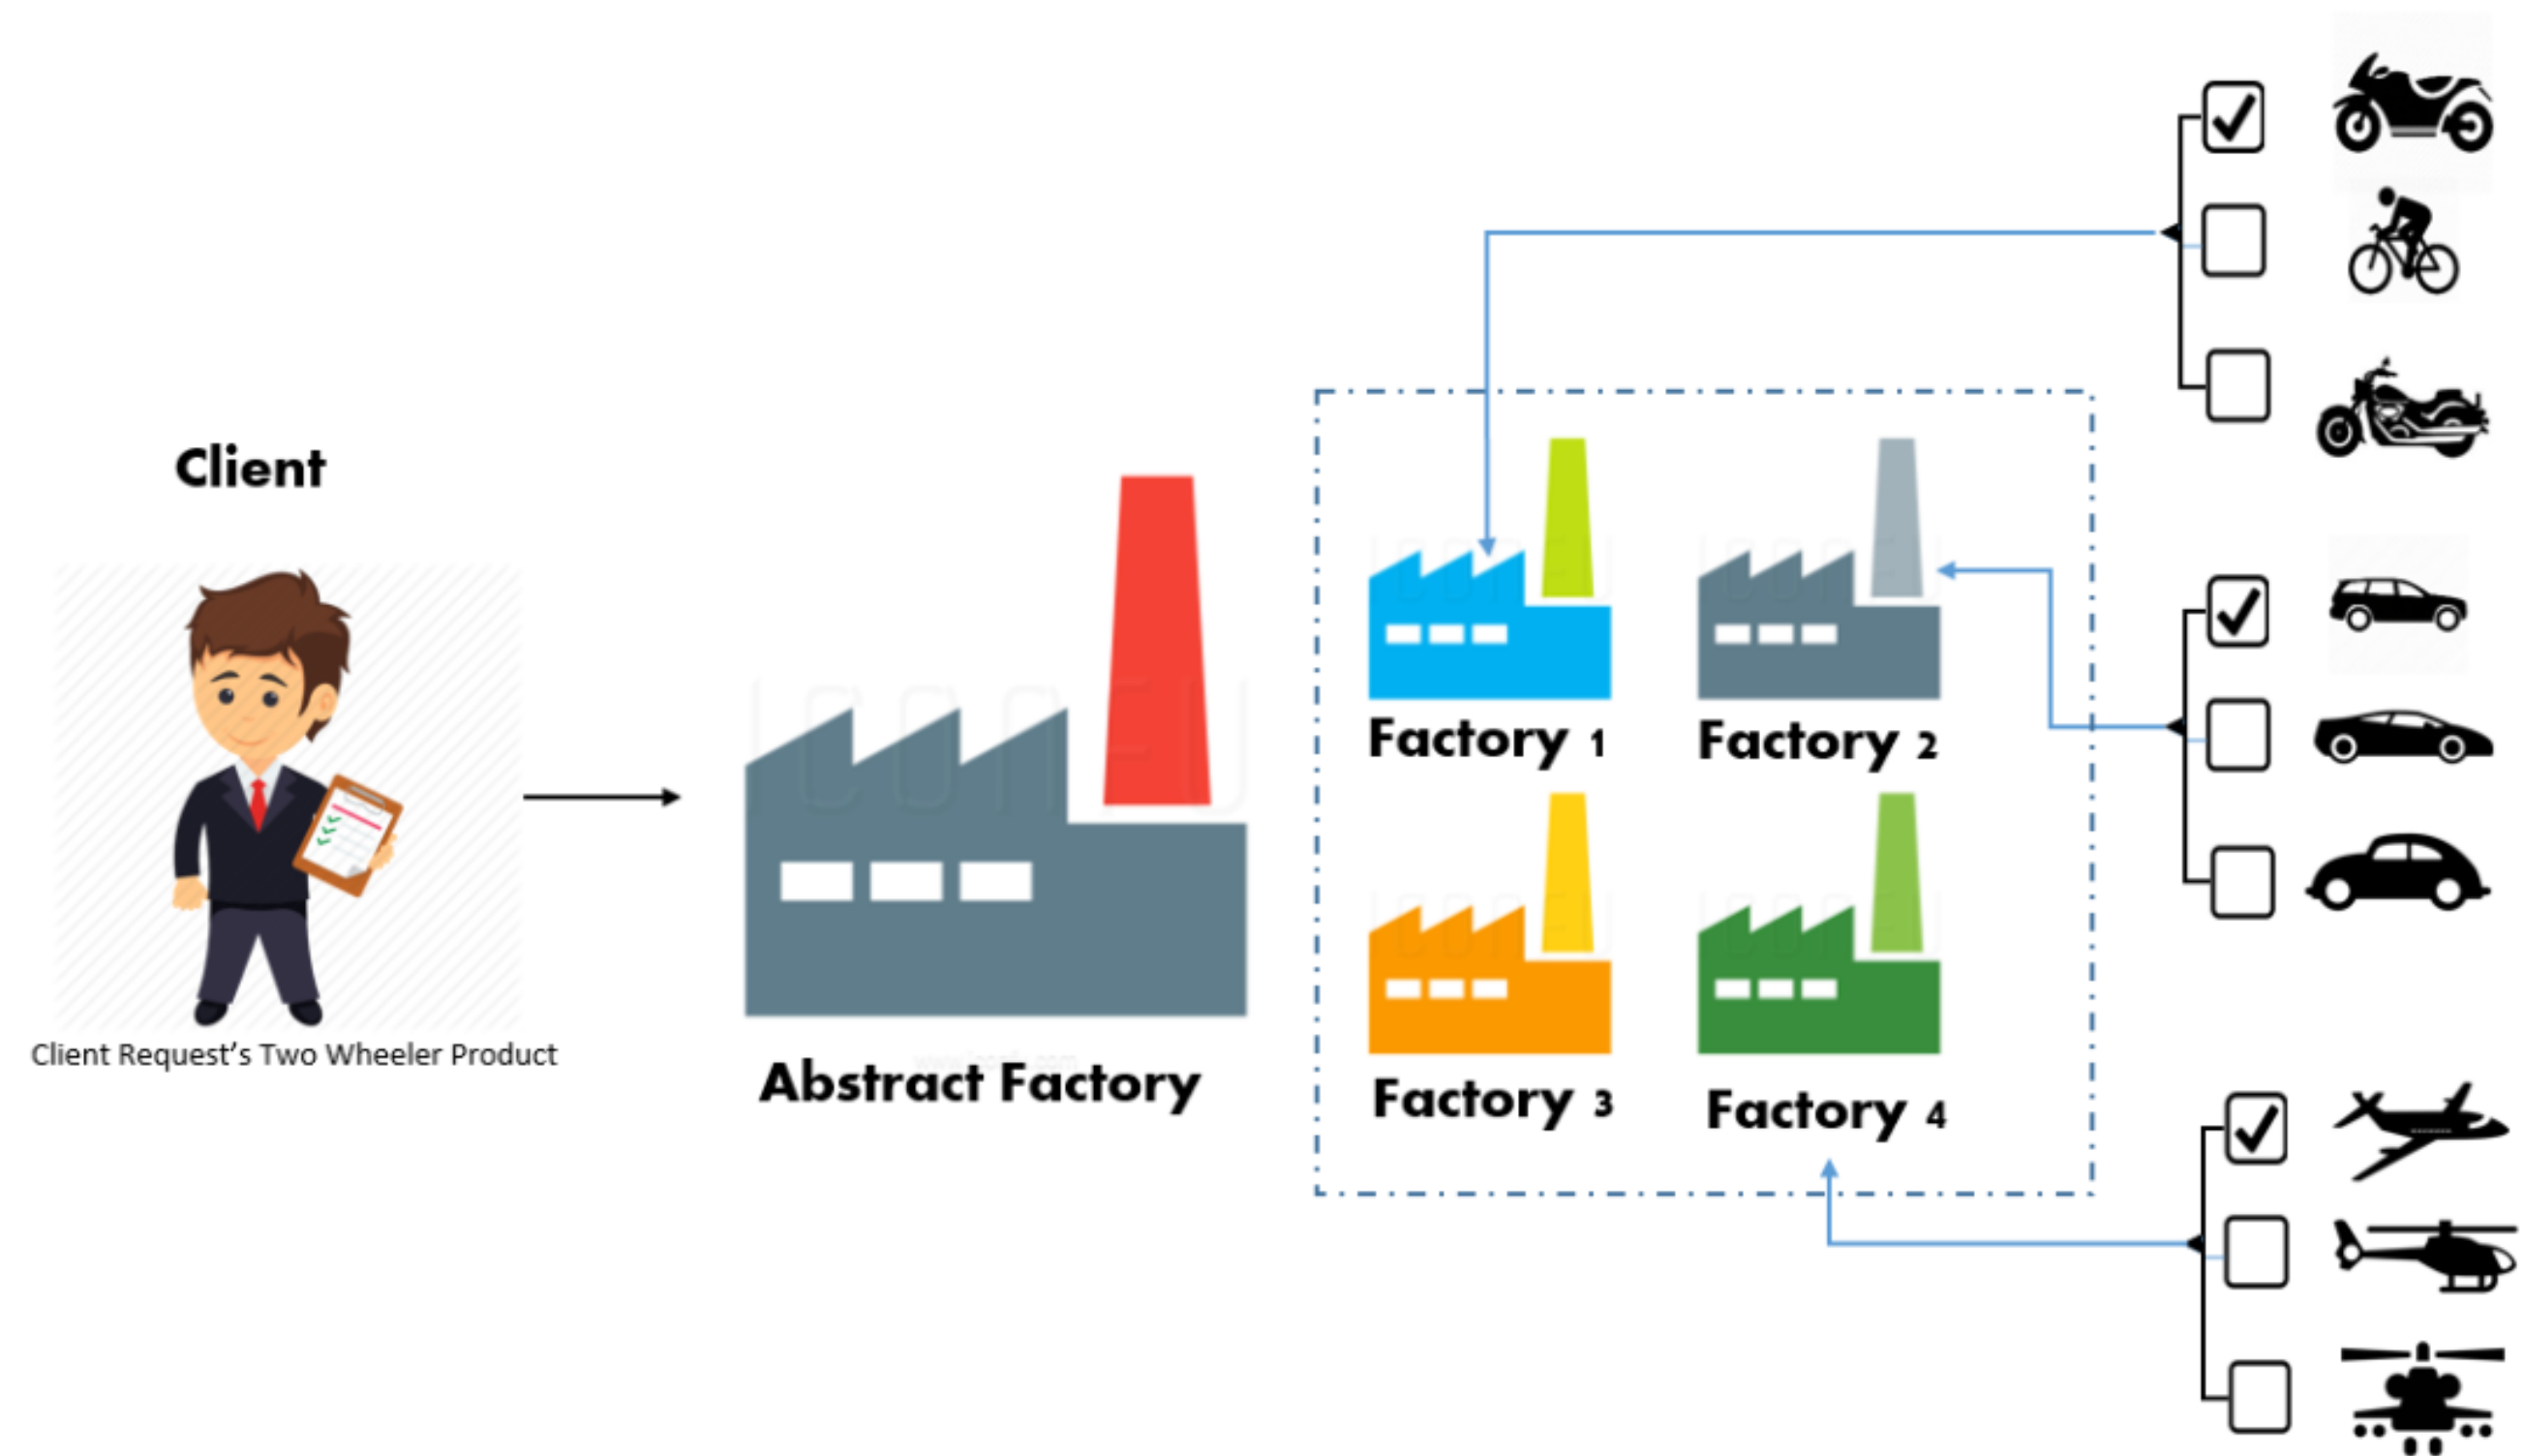 Client
Client Request's Two Wheeler Product
Abstract Factory
Factory 1
Factory 2
Factory 3
Factory 4